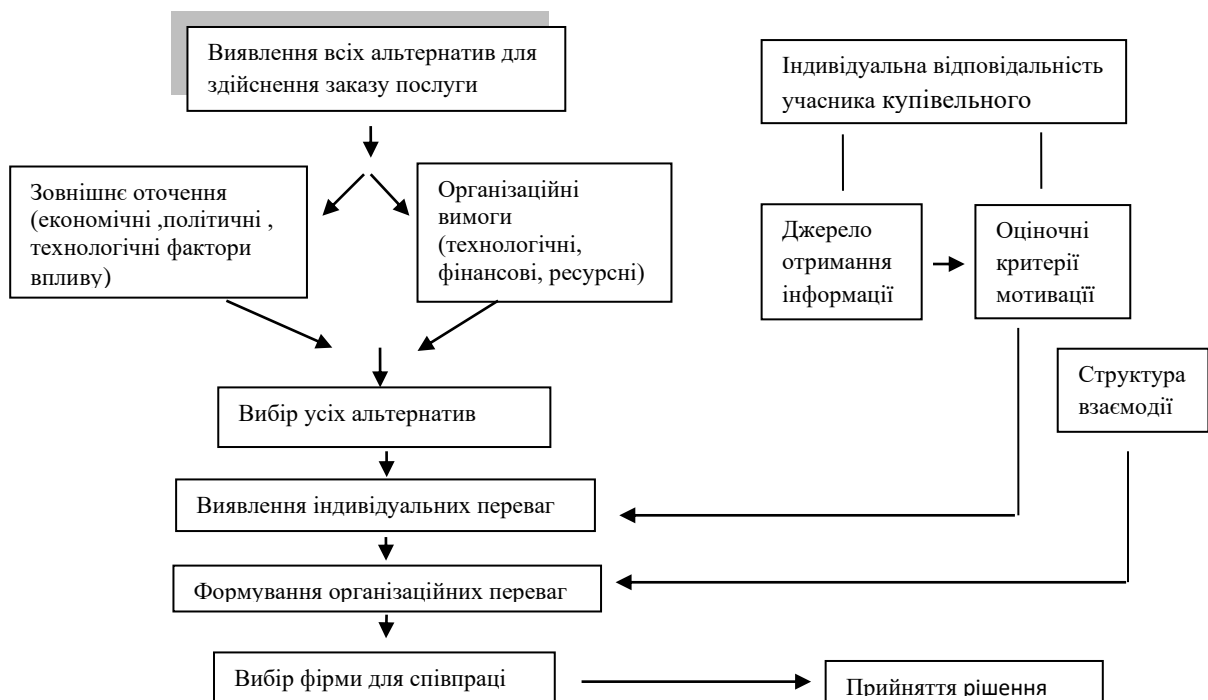 Виявлення всіх альтернатив для
здійснення заказу послуги
Індивідуальна відповідальність
учасника купівельного
Зовнішнє оточення
(економічні ,політичні ,
технологічні фактори
впливу)
Організаційні
вимоги
(технологічні,
фінансові, ресурсні)
Джерело
отримання
інформації
Оціночні
критерії
мотивації
Структура
взаємодії
Вибір усіх альтернатив
Виявлення індивідуальних переваг
Формування організаційних переваг
Вибір фірми для співпраці
Прийняття рішення